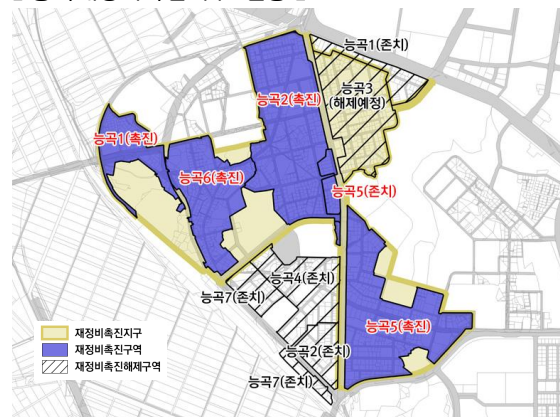 능곡1(존치)
능곡3
(해제예정)
능곡2(촉진)
능곡1(촉진)
능곡6(촉진)
능곡5(존치)
능곡4(존치)
능곡7(존치)
능곡5(촉진)
능곡2(존치)
능곡7(존치)
재정비촉진지구
재정비촉진구역
재정비촉진해제구역